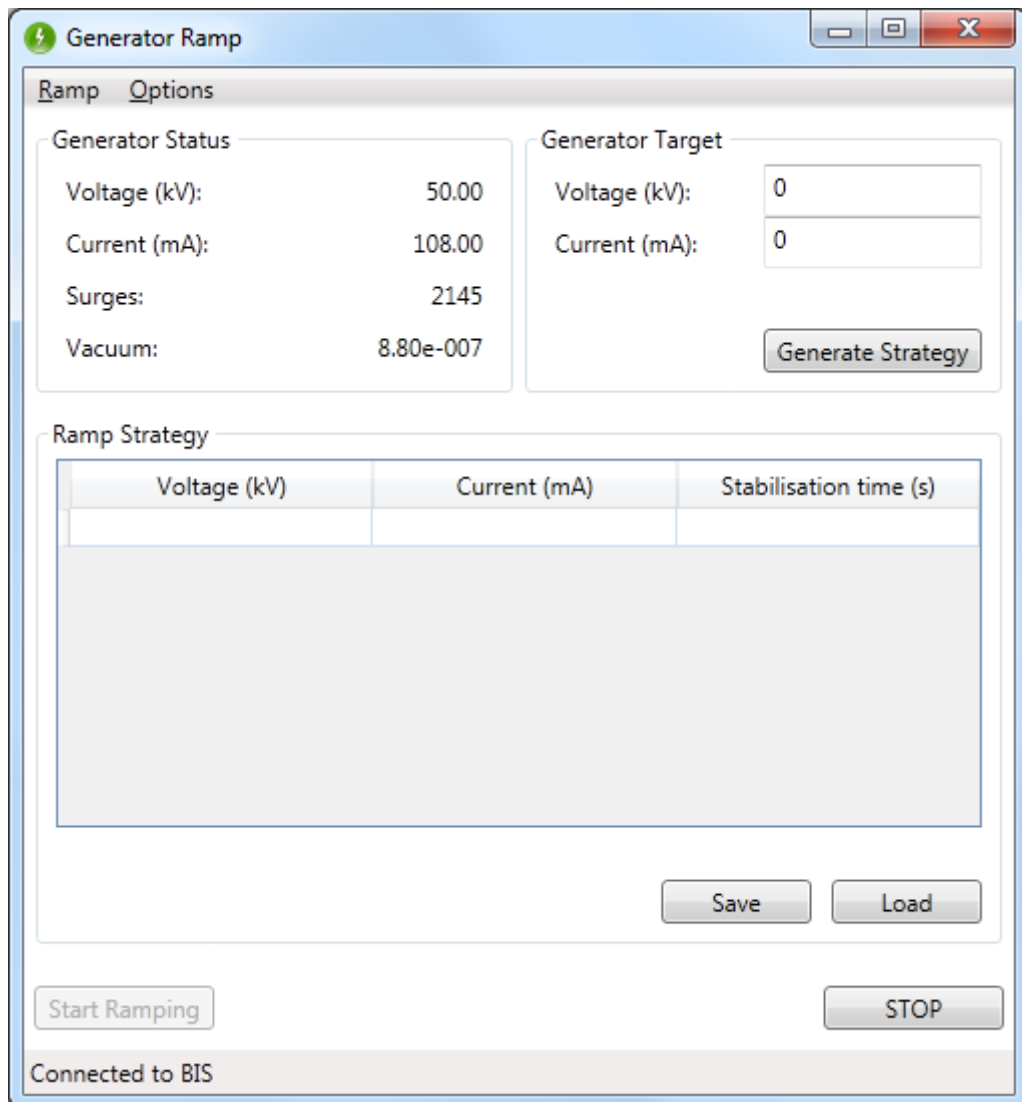 Generator Ramp
Ramp Options
Generator Status
Voltage (kV): 50.00
Current (mA): 108.00
Surges: 2145
Vacuum: 8.80e-007
Generator Target
Voltage (kV): 0
Current (mA): 0
Generate Strategy
Ramp Strategy
Voltage (kV) Current (mA) Stabilisation time (s)
Save Load
Start Ramping STOP
Connected to BIS